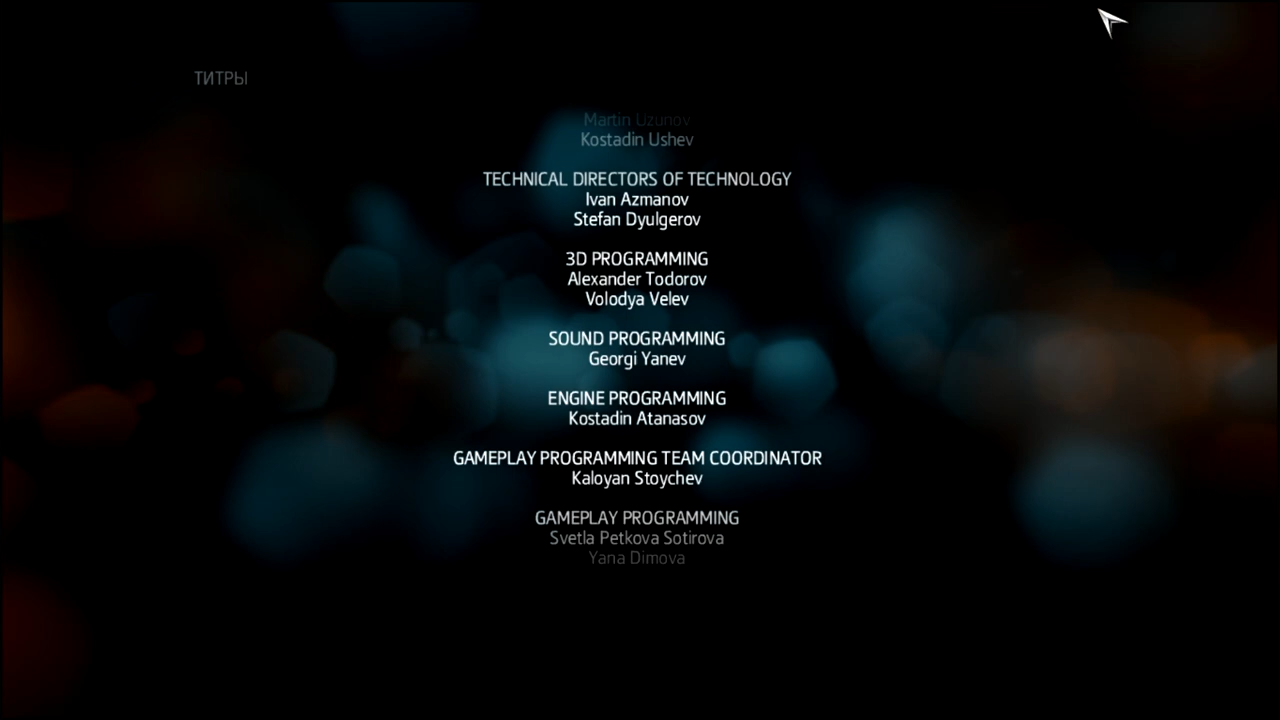 ТИТРЫ
Martin Uzunov
Kostadin Ushev
TECHNICAL DIRECTORS OF TECHNOLOGY
Ivan Azmanov
Stefan Dyulgerov
3D PROGRAMMING
Alexander Todorov
Volodya Velev
SOUND PROGRAMMING
Georgi Yanev
ENGINE PROGRAMMING
Kostadin Atanasov
GAMEPLAY PROGRAMMING TEAM COORDINATOR
Kaloyan Stoychev
GAMEPLAY PROGRAMMING
Svetla Petkova Sotirova
Yana Dimova